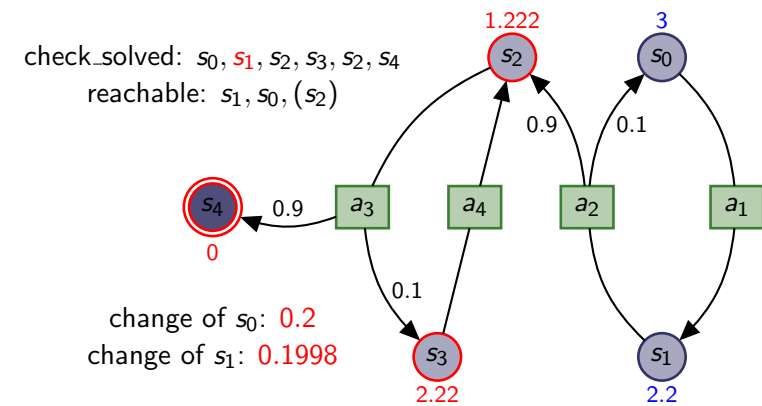 1.222
3
check_solved: s₀, s₁, s₂, s₃, s₂, s₄
reachable: s₁, s₀, (s₂)
s₂
s₀
0.9
0.1
s₄
0.9
a₃
a₄
a₂
a₁
0
0.1
change of s₀: 0.2
change of s₁: 0.1998
s₃
s₁
2.22
2.2